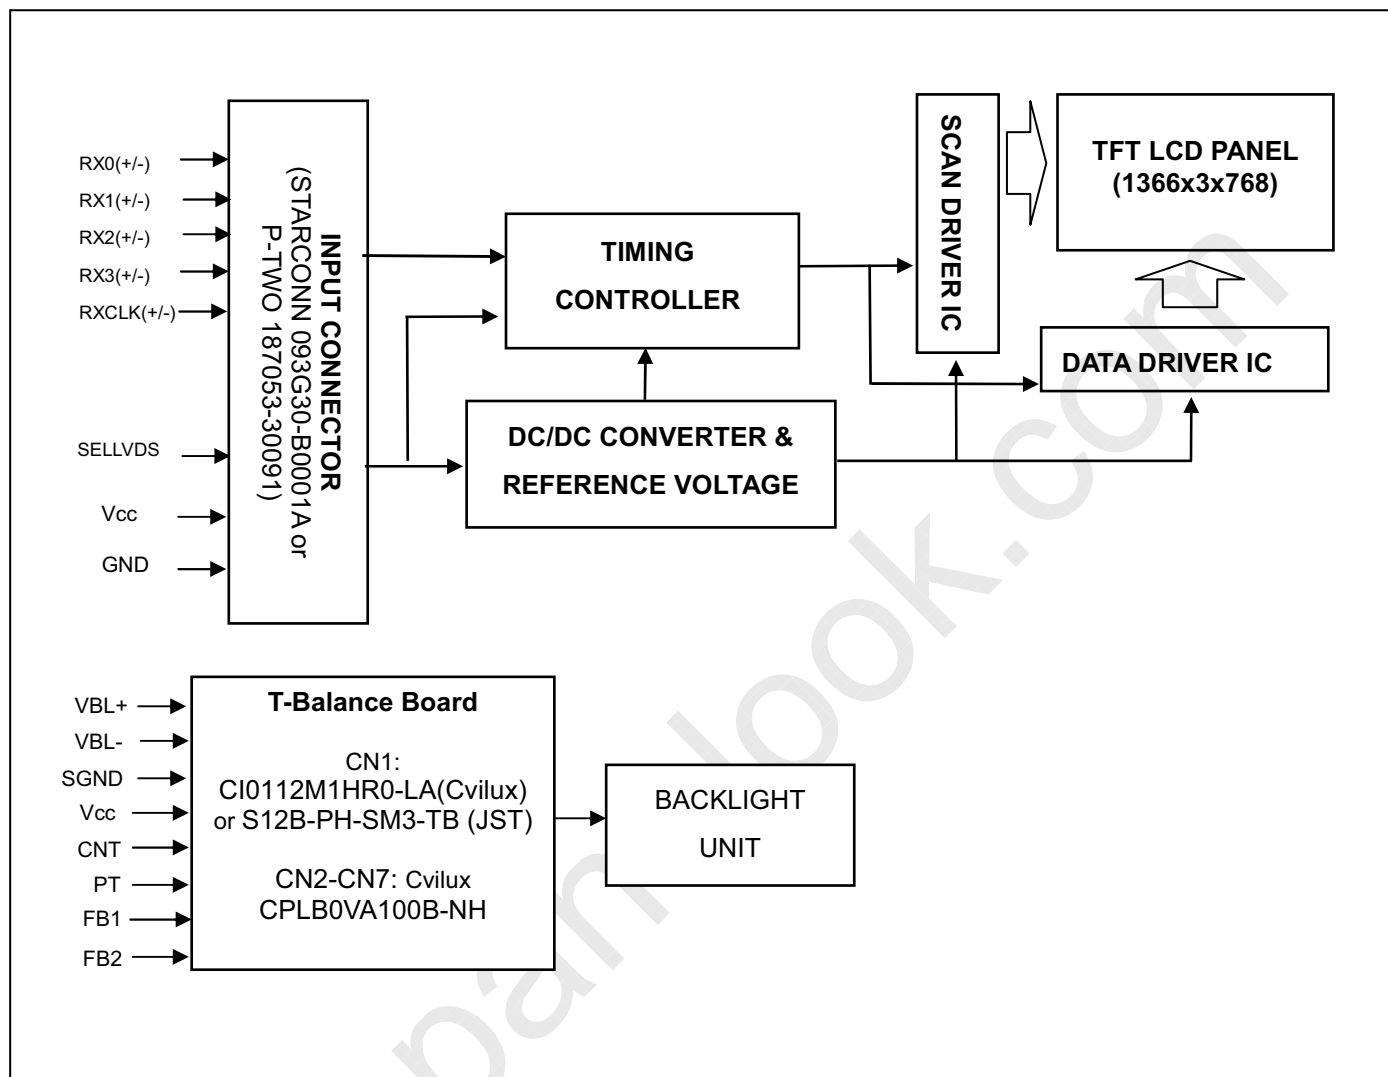 RX0(+/-)
RX1(+/-)
RX2(+/-)
RX3(+/-)
RXCLK(+/-)
SELLVDS
Vcc
GND
INPUT CONNECTOR
(STARCONN 093G30-B0001A or
P-TWO 187053-30091)
TIMING
CONTROLLER
DC/DC CONVERTER &
REFERENCE VOLTAGE
SCAN DRIVER IC
TFT LCD PANEL
(1366x3x768)
DATA DRIVER IC
VBL+
VBL-
SGND
Vcc
CNT
PT
FB1
FB2
T-Balance Board
CN1:
CI0112M1HR0-LA(Cvilux)
or S12B-PH-SM3-TB (JST)
CN2-CN7: Cvilux
CPLB0VA100B-NH
BACKLIGHT
UNIT
panelook.com